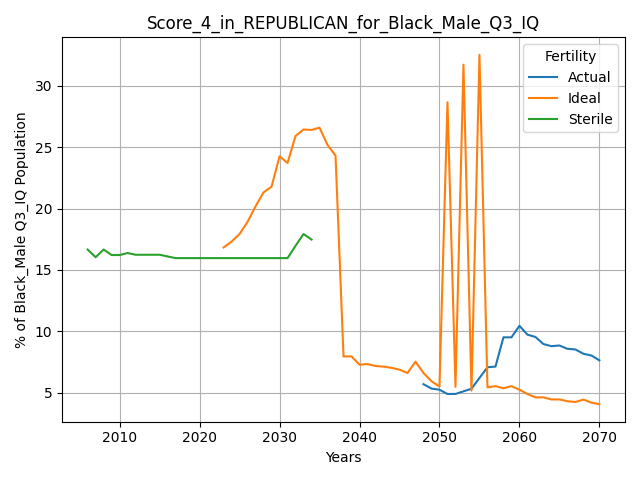 Score_4_in_REPUBLICAN_for_Black_Male_Q3_IQ
% of Black_Male Q3_IQ Population
30
25
20
15
10
5
Fertility
Actual
Ideal
Sterile
2010
2020
2030
2040
2050
2060
2070
Years